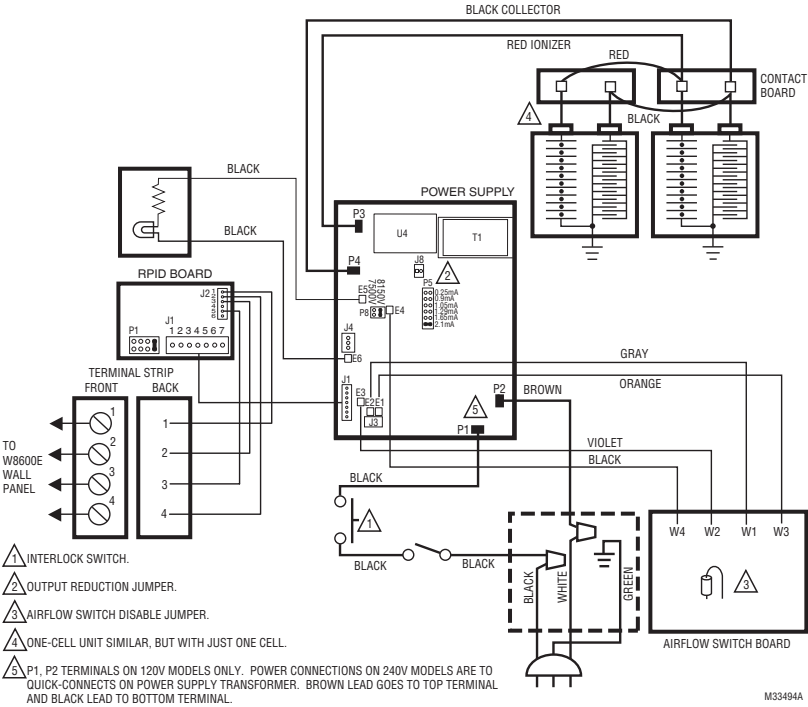 BLACK COLLECTOR
RED IONIZER
RED
CONTACT
BOARD
4
BLACK
BLACK
POWER SUPPLY
P3
U4
T1
BLACK
P4
J8
2
RPID BOARD
E5
8150V
7500V
P5
0.25mA
0.9mA
1.05mA
1.29mA
1.65mA
2.1mA
J2
1
2
3
4
5
6
P8
E4
P1
J1
1 2 3 4 5 6 7
J4
E6
GRAY
TERMINAL STRIP
FRONT
BACK
J1
E3
E2
E1
ORANGE
P2
BROWN
J3
5
P1
1
1
VIOLET
TO
W8600E
WALL
PANEL
2
2
BLACK
3
3
BLACK
4
4
1
W4
W2
W1
W3
BLACK
BLACK
BLACK
WHITE
GREEN
3
AIRFLOW SWITCH BOARD
1 INTERLOCK SWITCH.
2 OUTPUT REDUCTION JUMPER.
3 AIRFLOW SWITCH DISABLE JUMPER.
4 ONE-CELL UNIT SIMILAR, BUT WITH JUST ONE CELL.
5 P1, P2 TERMINALS ON 120V MODELS ONLY. POWER CONNECTIONS ON 240V MODELS ARE TO
QUICK-CONNECTS ON POWER SUPPLY TRANSFORMER. BROWN LEAD GOES TO TOP TERMINAL
AND BLACK LEAD TO BOTTOM TERMINAL.
M33494A